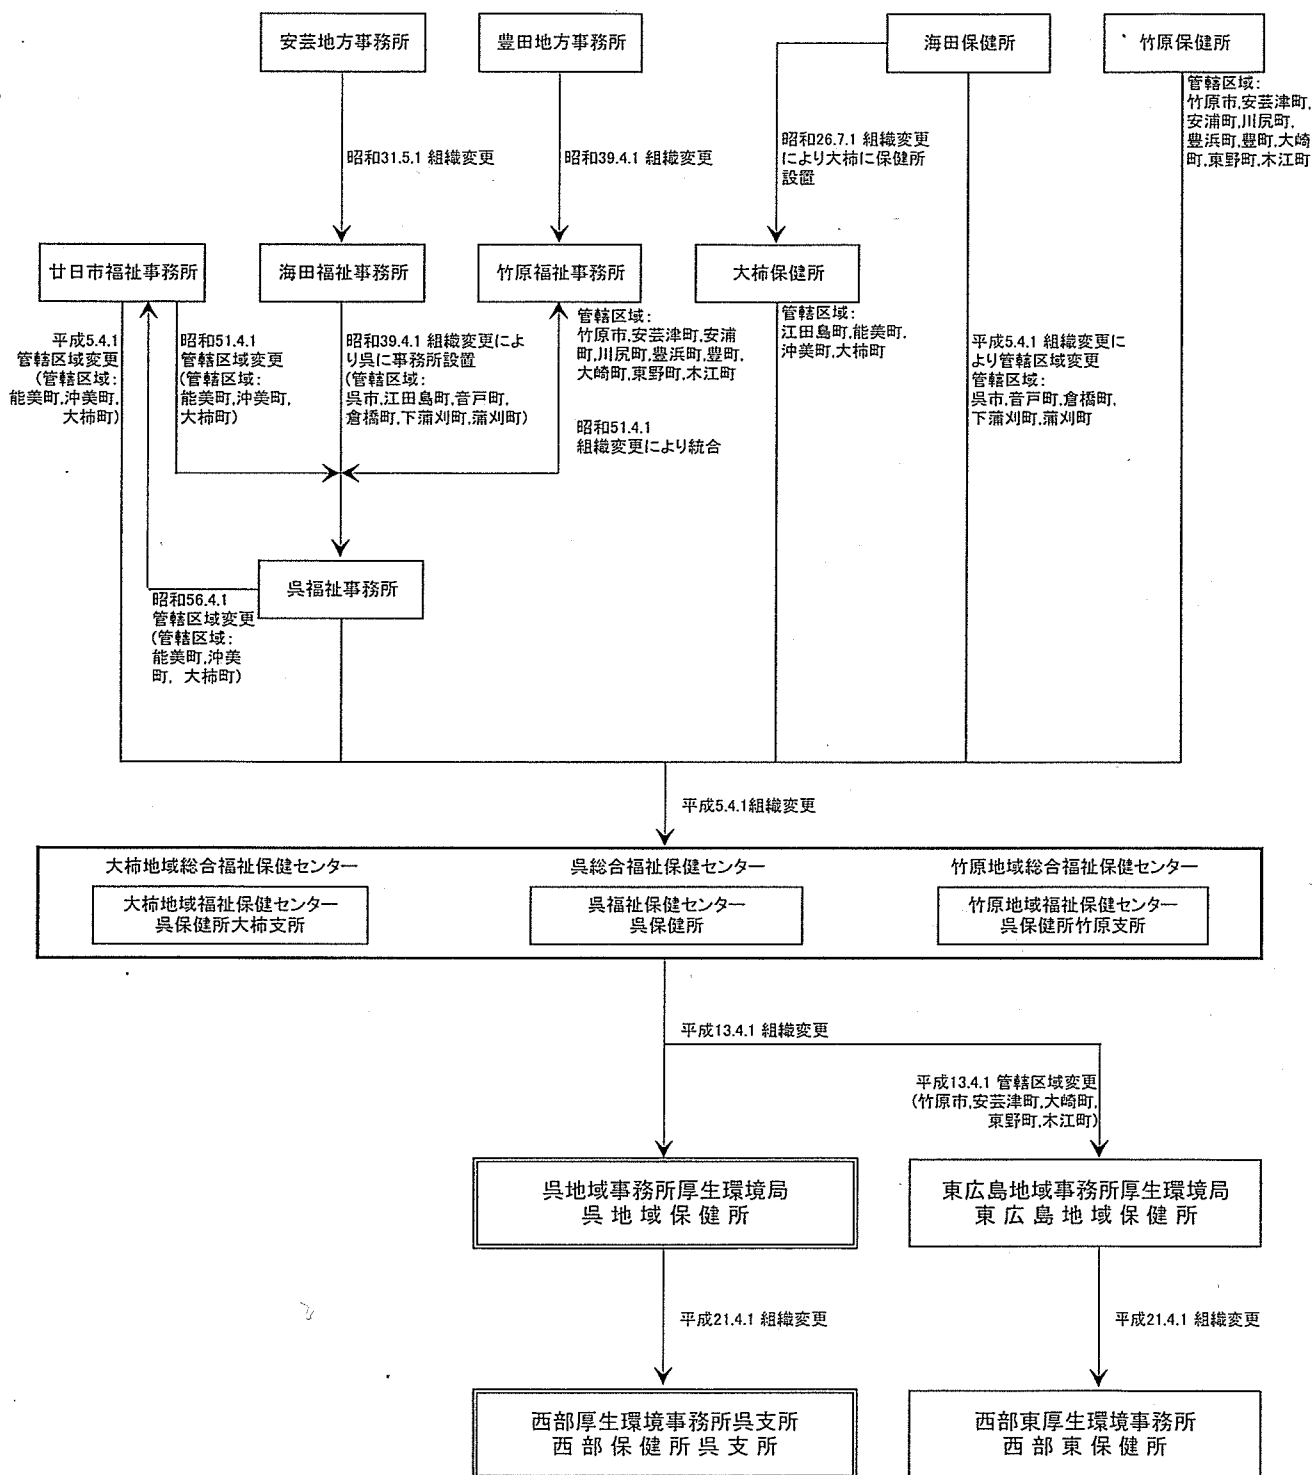 安芸地方事務所
豊田地方事務所
海田保健所
竹原保健所
管轄区域：
竹原市,安芸津町,
安浦町,川尻町,
豊浜町,豊町,大崎
町,東野町,木江町
昭和31.5.1 組織変更
昭和39.4.1 組織変更
昭和26.7.1 組織変更
により大柿に保健所
設置
廿日市福祉事務所
海田福祉事務所
竹原福祉事務所
大柿保健所
平成5.4.1
管轄区域変更
(管轄区域：
能美町,沖美町,
大柿町)
昭和51.4.1
管轄区域変更
(管轄区域：
能美町,沖美町,
大柿町)
昭和39.4.1 組織変更によ
り呉に事務所設置
(管轄区域：
呉市,江田島町,音戸町,
倉橋町,下蒲刈町,蒲刈町)
管轄区域：
竹原市,安芸津町,安浦
町,川尻町,豊浜町,豊町,
大崎町,東野町,木江町
昭和51.4.1
組織変更により統合
管轄区域：
江田島町,能美町,
沖美町,大柿町
平成5.4.1 組織変更に
より管轄区域変更
管轄区域：
呉市,音戸町,倉橋町,
下蒲刈町,蒲刈町
呉福祉事務所
昭和56.4.1
管轄区域変更
(管轄区域：
能美町,沖美
町, 大柿町)
平成5.4.1組織変更
大柿地域総合福祉保健センター
大柿地域福祉保健センター
呉保健所大柿支所
呉総合福祉保健センター
呉福祉保健センター
呉保健所
竹原地域総合福祉保健センター
竹原地域福祉保健センター
呉保健所竹原支所
平成13.4.1 組織変更
平成13.4.1 管轄区域変更
(竹原市,安芸津町,大崎町,
東野町,木江町)
呉地域事務所厚生環境局
呉地域保健所
東広島地域事務所厚生環境局
東広島地域保健所
平成21.4.1 組織変更
平成21.4.1 組織変更
西部厚生環境事務所呉支所
西部保健所呉支所
西部東厚生環境事務所
西部東保健所